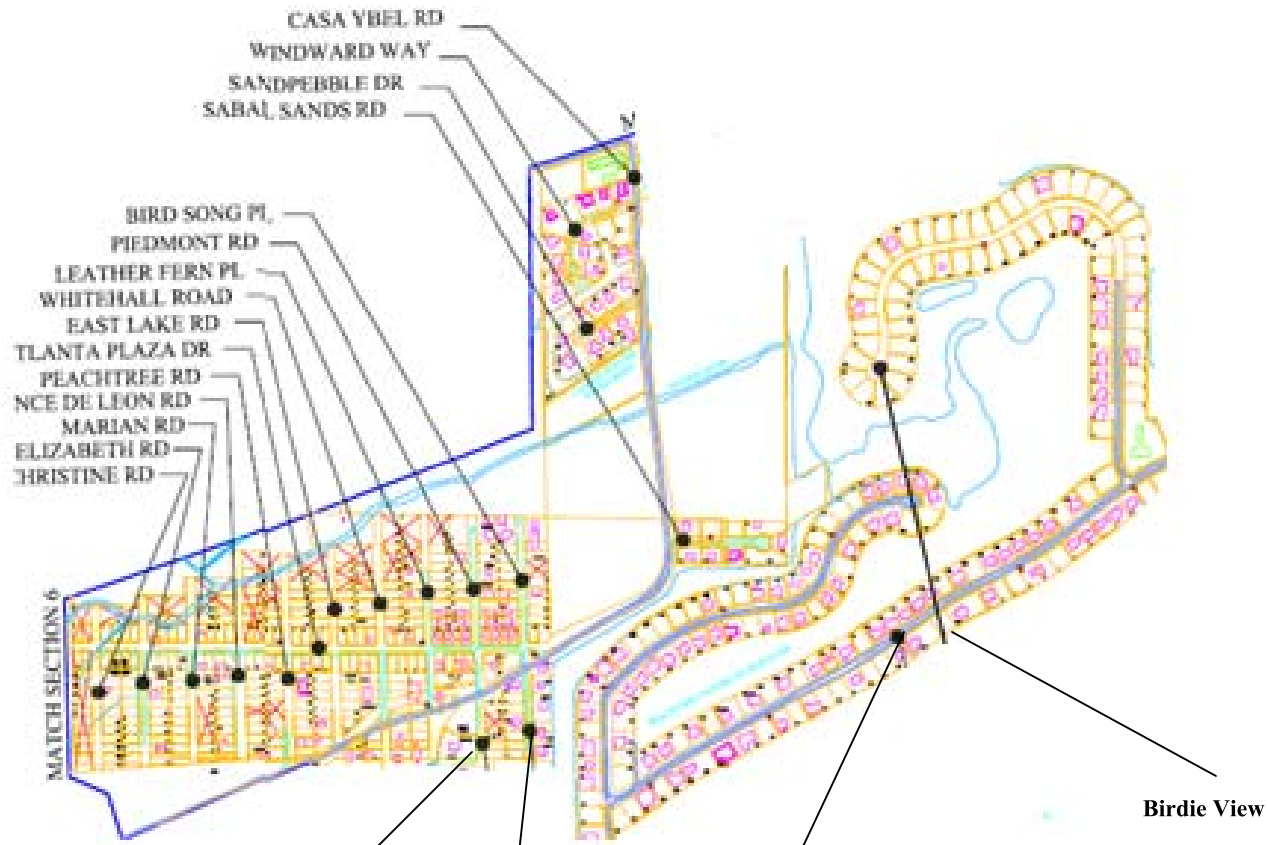 CASA YBEL RD
WINDWARD WAY
SANDPEBBLE DR
SABAL SANDS RD
M
BIRD SONG PL
PIEDMONT RD
LEATHER FERN PL
WHITEHALL ROAD
EAST LAKE RD
TLANTA PLAZA DR
PEACHTREE RD
NCE DE LEON RD
MARIAN RD
ELIZABETH RD
HRISTINE RD
MATCH SECTION 6
Birdie View